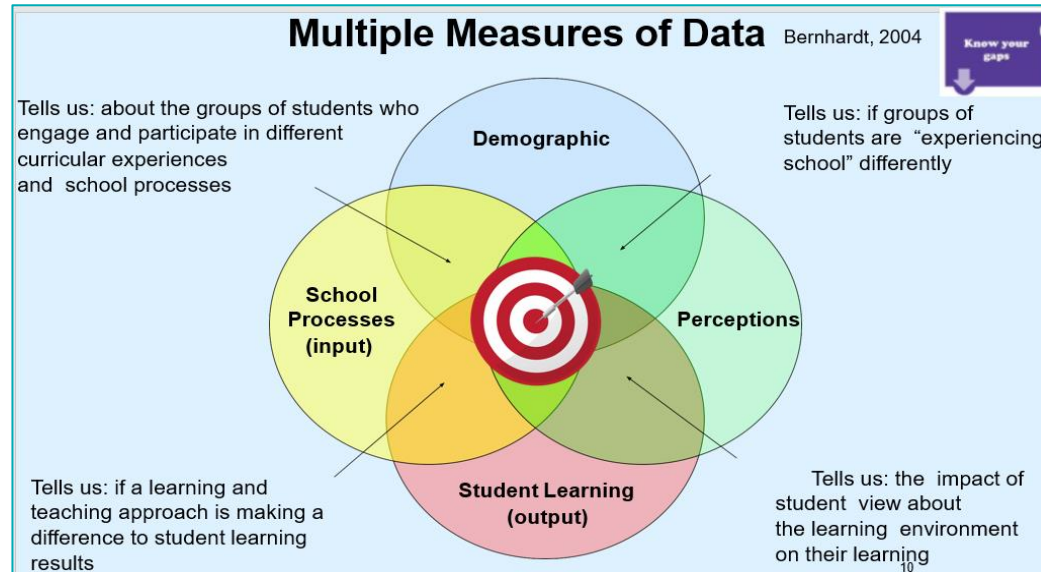 Multiple Measures of Data
Bernhardt, 2004
Know your
gaps
Tells us: about the groups of students who
engage and participate in different
curricular experiences
and school processes
Tells us: if groups of
students are “experiencing
school” differently
Demographic
School
Processes
(input)
Perceptions
Student Learning
(output)
Tells us: if a learning and
teaching approach is making a
difference to student learning
results
Tells us: the impact of
student view about
the learning environment
on their learning
10